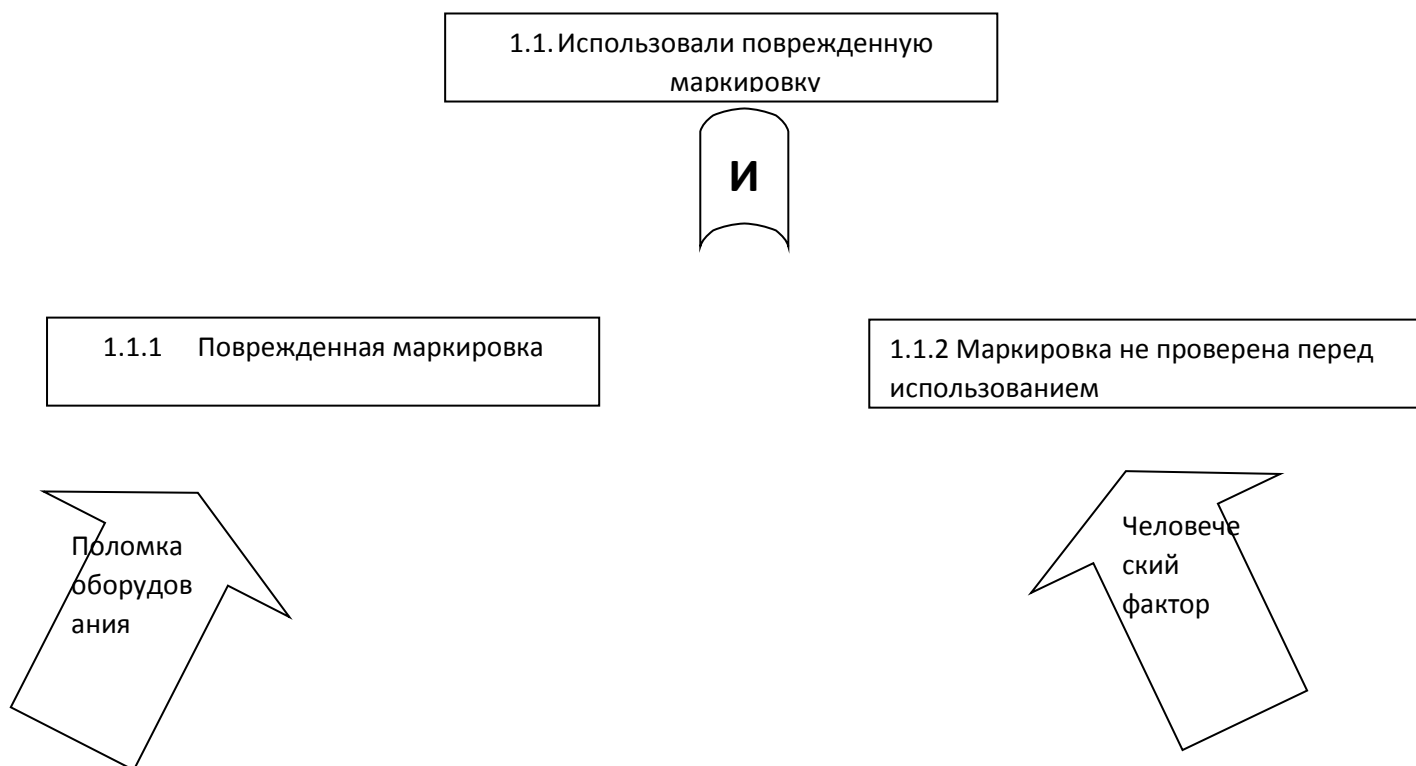 1.1. Использовали поврежденную
маркировку
И
1.1.1 Поврежденная маркировка
1.1.2 Маркировка не проверена перед
использованием
Поломка
оборудов
ания
Человече
ский
фактор